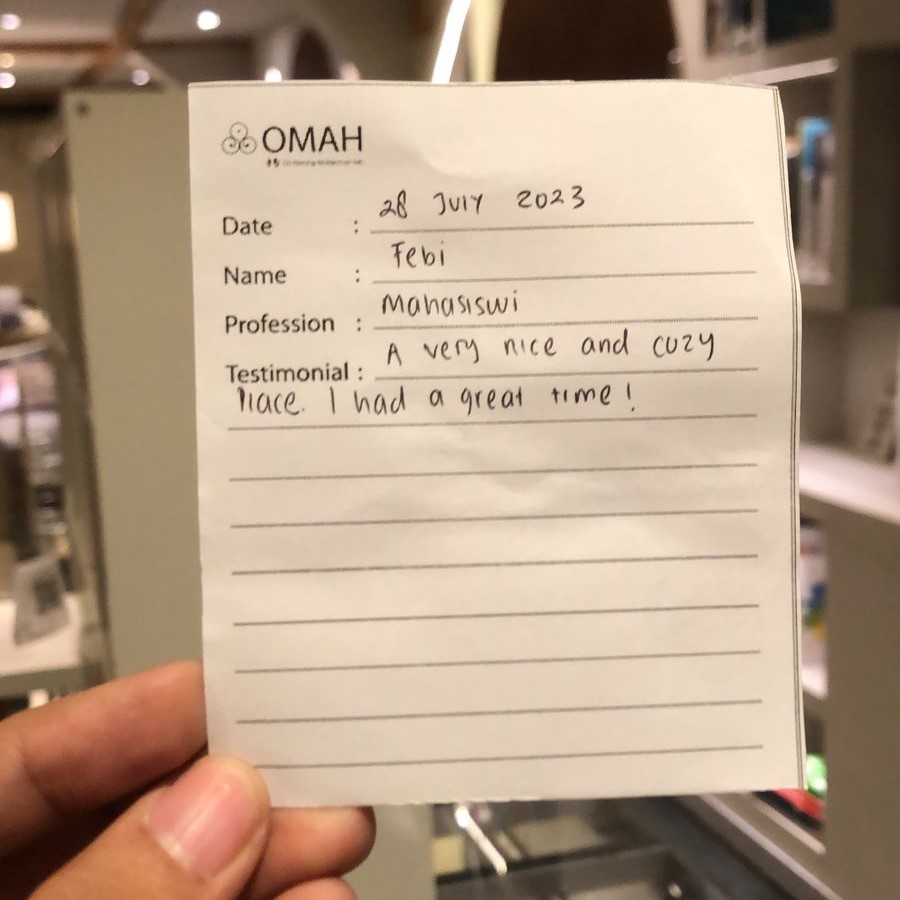 OMAH
Date : 28 July 2023
Name : Febi
Profession : Mahasiswi
Testimonial : A very nice and cozy
place. I had a great time!